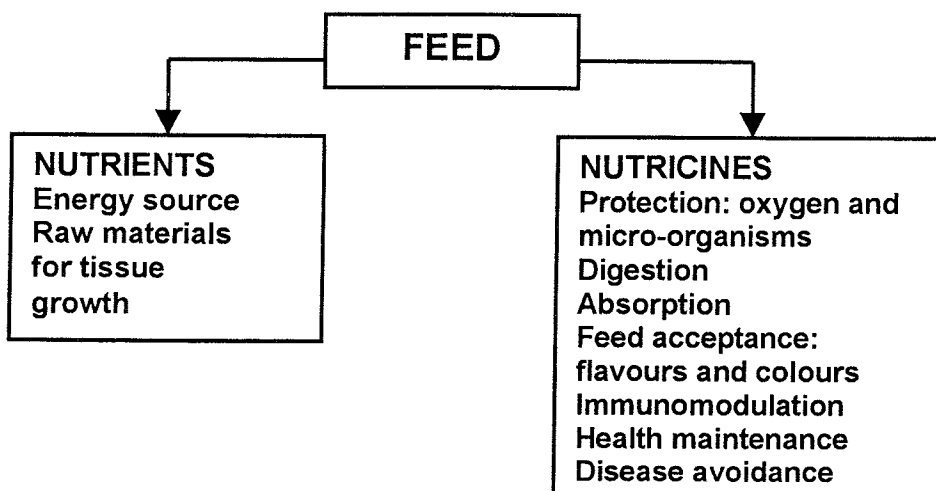 FEED
NUTRIENTS
Energy source
Raw materials
for tissue
growth
NUTRICINES
Protection: oxygen and
micro-organisms
Digestion
Absorption
Feed acceptance:
flavours and colours
Immunomodulation
Health maintenance
Disease avoidance